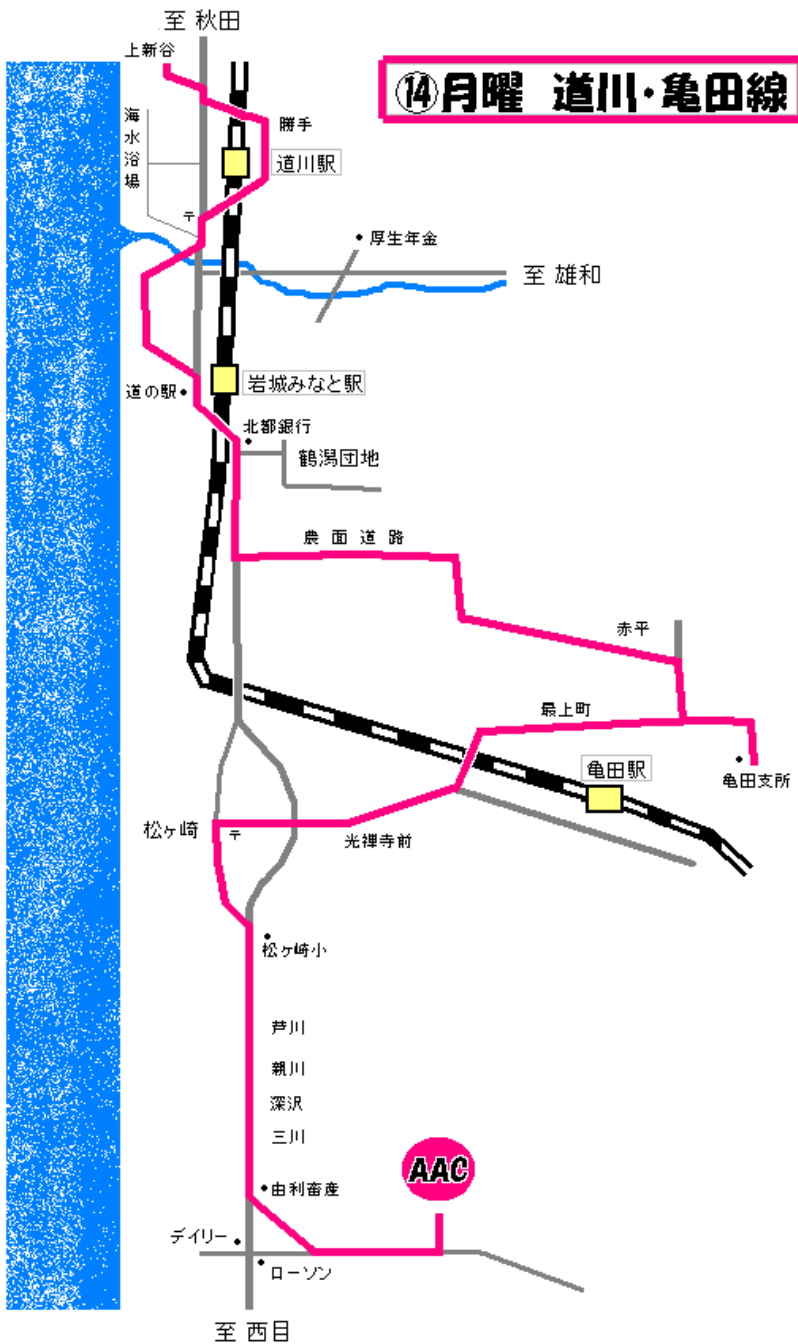 至 秋田
上新谷
⑭月曜 道川・亀田線
海水浴場
勝手
道川駅
〒
厚生年金
至 雄和
岩城みなと駅
道の駅
北都銀行
鶴潟団地
農面道路
赤平
最上町
亀田駅
亀田支所
松ヶ崎
〒
光禅寺前
松ヶ崎小
芦川
親川
深沢
三川
AAC
由利畜産
デイリー
ローソン
至 西目